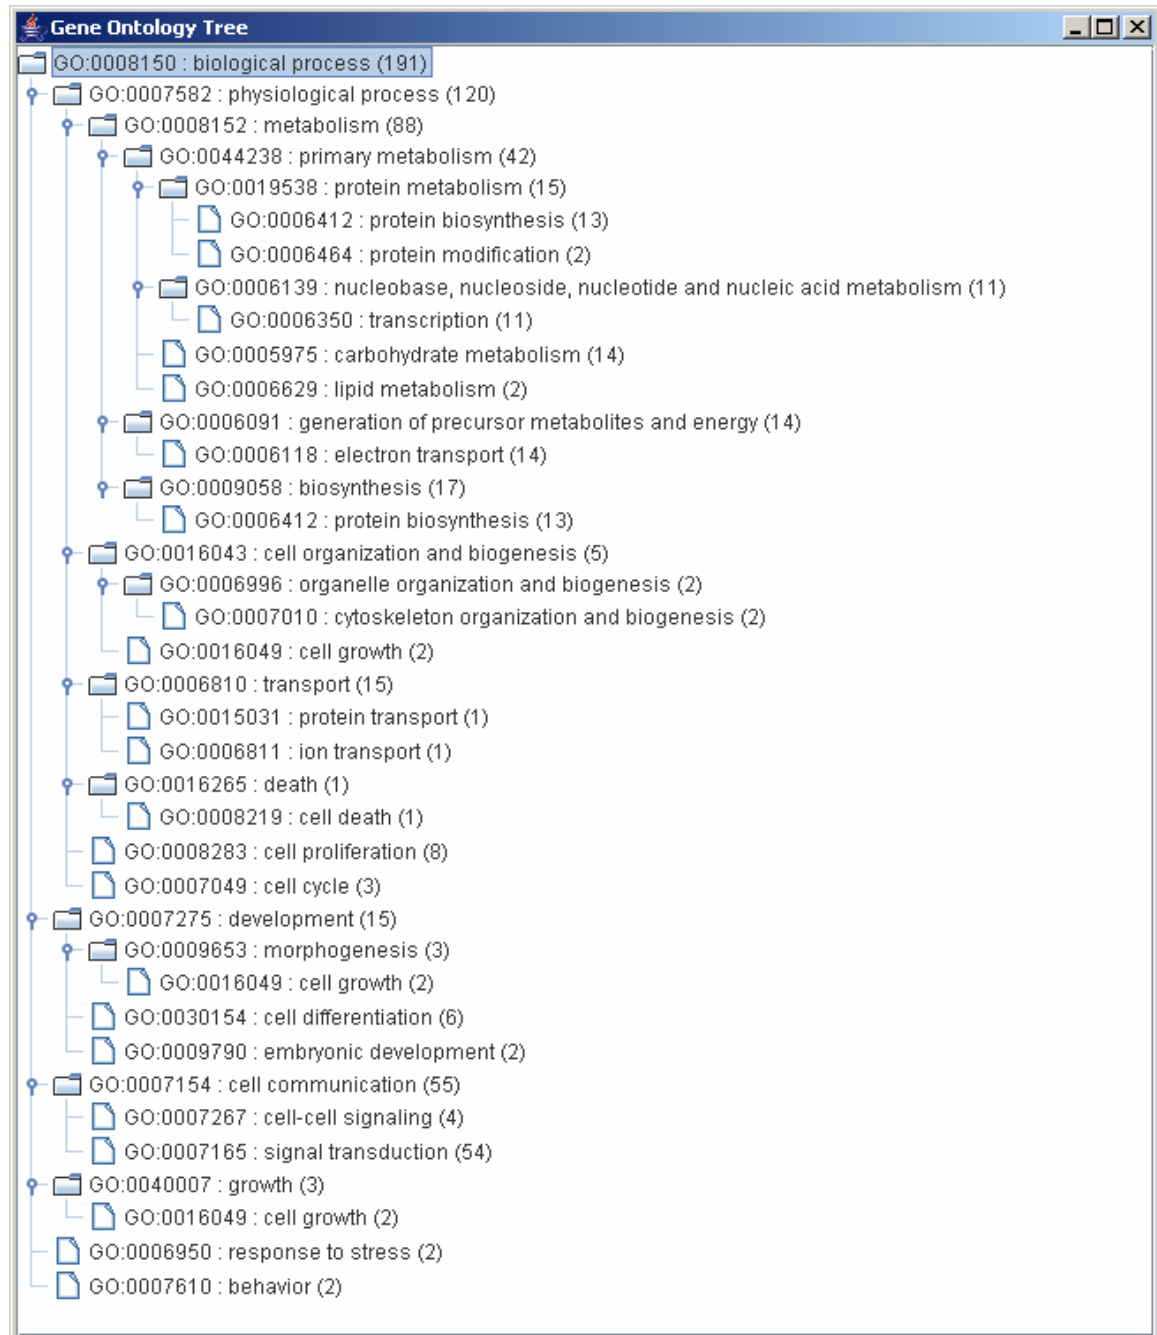 Gene Ontology Tree
GO:0008150 : biological process (191)
GO:0007582 : physiological process (120)
GO:0008152 : metabolism (88)
GO:0044238 : primary metabolism (42)
GO:0019538 : protein metabolism (15)
GO:0006412 : protein biosynthesis (13)
GO:0006464 : protein modification (2)
GO:0006139 : nucleobase, nucleoside, nucleotide and nucleic acid metabolism (11)
GO:0006350 : transcription (11)
GO:0005975 : carbohydrate metabolism (14)
GO:0006629 : lipid metabolism (2)
GO:0006091 : generation of precursor metabolites and energy (14)
GO:0006118 : electron transport (14)
GO:0009058 : biosynthesis (17)
GO:0006412 : protein biosynthesis (13)
GO:0016043 : cell organization and biogenesis (5)
GO:0006996 : organelle organization and biogenesis (2)
GO:0007010 : cytoskeleton organization and biogenesis (2)
GO:0016049 : cell growth (2)
GO:0006810 : transport (15)
GO:0015031 : protein transport (1)
GO:0006811 : ion transport (1)
GO:0016265 : death (1)
GO:0008219 : cell death (1)
GO:0008283 : cell proliferation (8)
GO:0007049 : cell cycle (3)
GO:0007275 : development (15)
GO:0009653 : morphogenesis (3)
GO:0016049 : cell growth (2)
GO:0030154 : cell differentiation (6)
GO:0009790 : embryonic development (2)
GO:0007154 : cell communication (55)
GO:0007267 : cell-cell signaling (4)
GO:0007165 : signal transduction (54)
GO:0040007 : growth (3)
GO:0016049 : cell growth (2)
GO:0006950 : response to stress (2)
GO:0007610 : behavior (2)